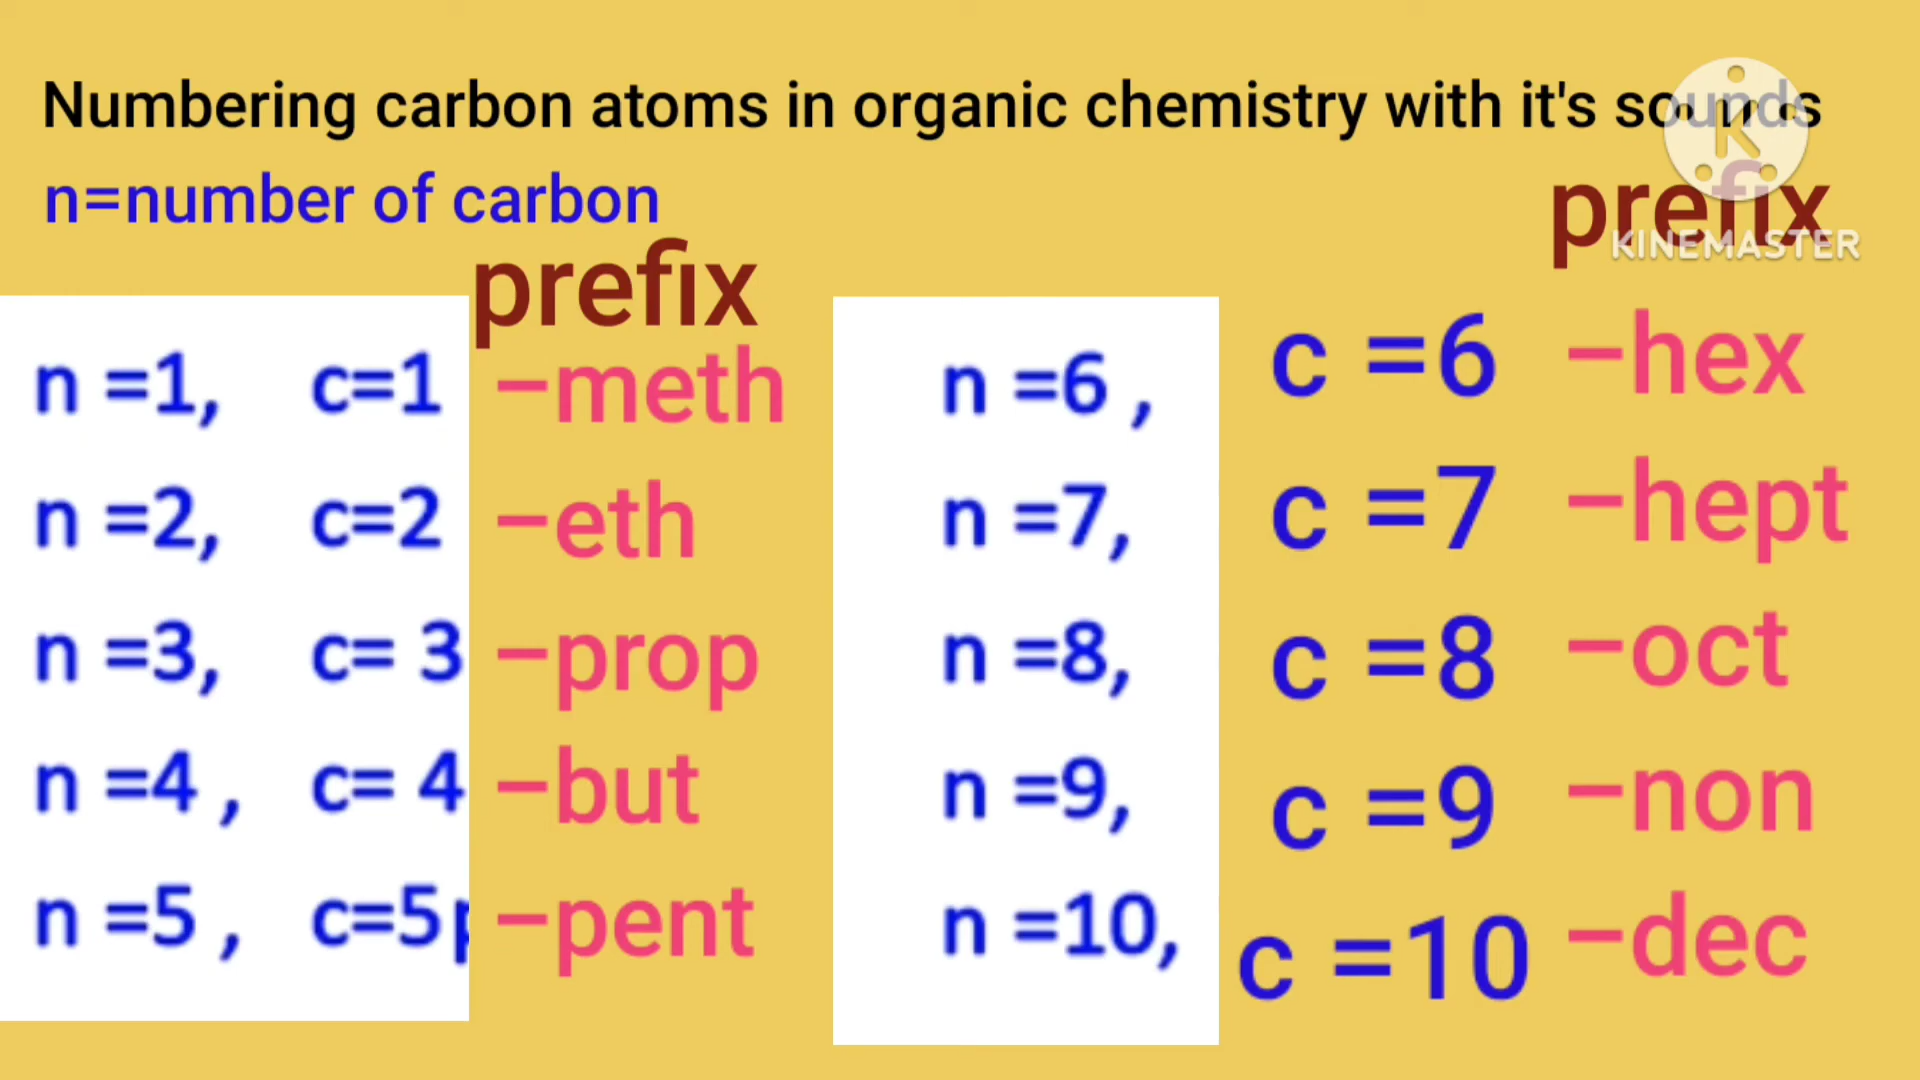 Numbering carbon atoms in organic chemistry with it's sounds
n=number of carbon
prefix
prefix
KINEMASTER
n =1, c=1 –meth
n =2, c=2 –eth
n =3, c= 3 –prop
n =4 , c= 4 –but
n =5 , c=5p –pent
n =6 , c =6 –hex
n =7, c =7 –hept
n =8, c =8 –oct
n =9, c =9 –non
n =10, c =10 –dec